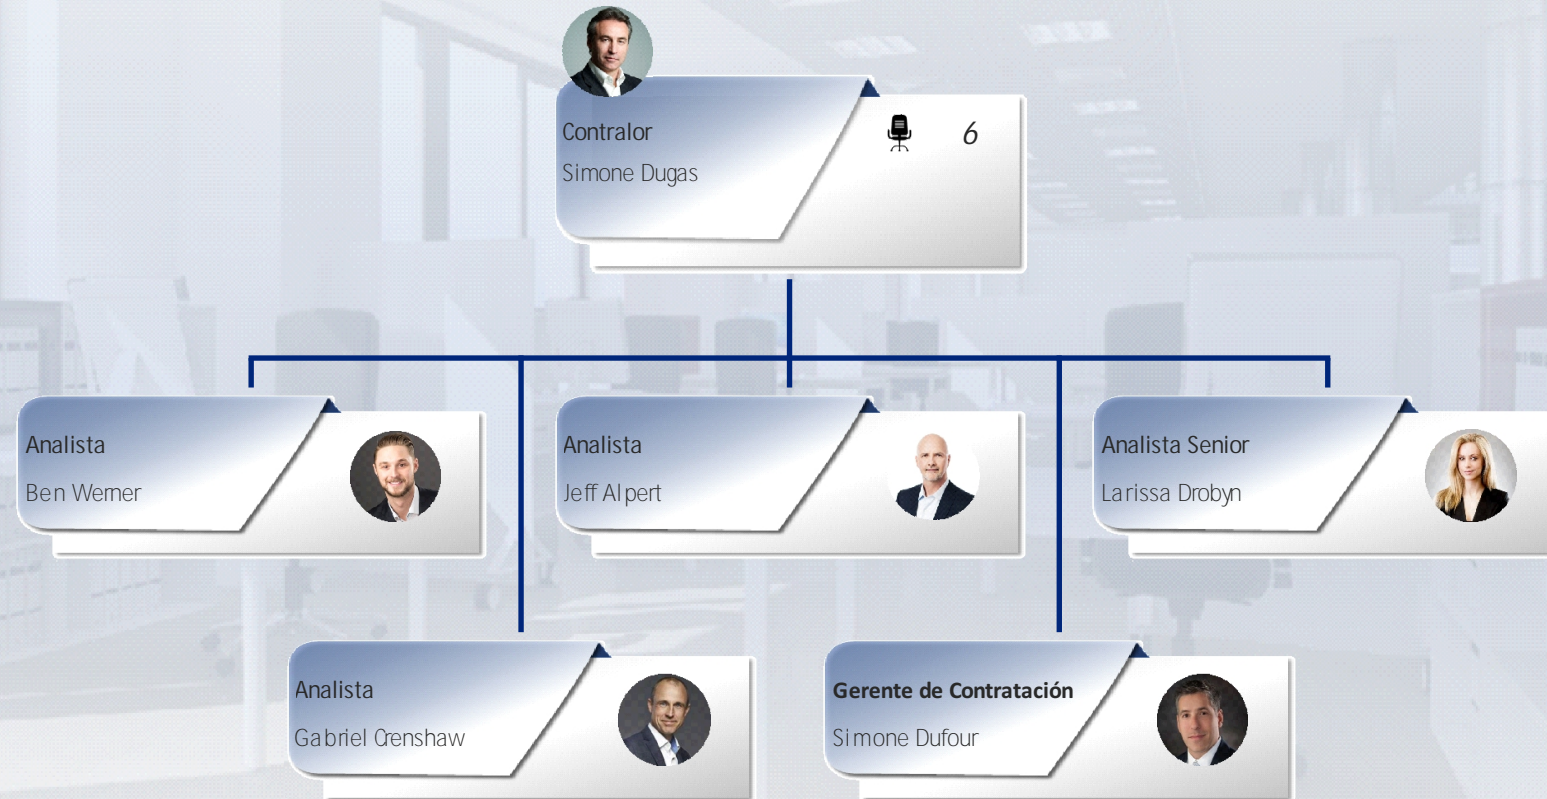 Contralor
6
Simone Dugas
Analista
Ben Werner
Analista
Jeff Alpert
Analista Senior
Larissa Drobyn
Analista
Gabriel Crenshaw
Gerente de Contratación
Simone Dufour